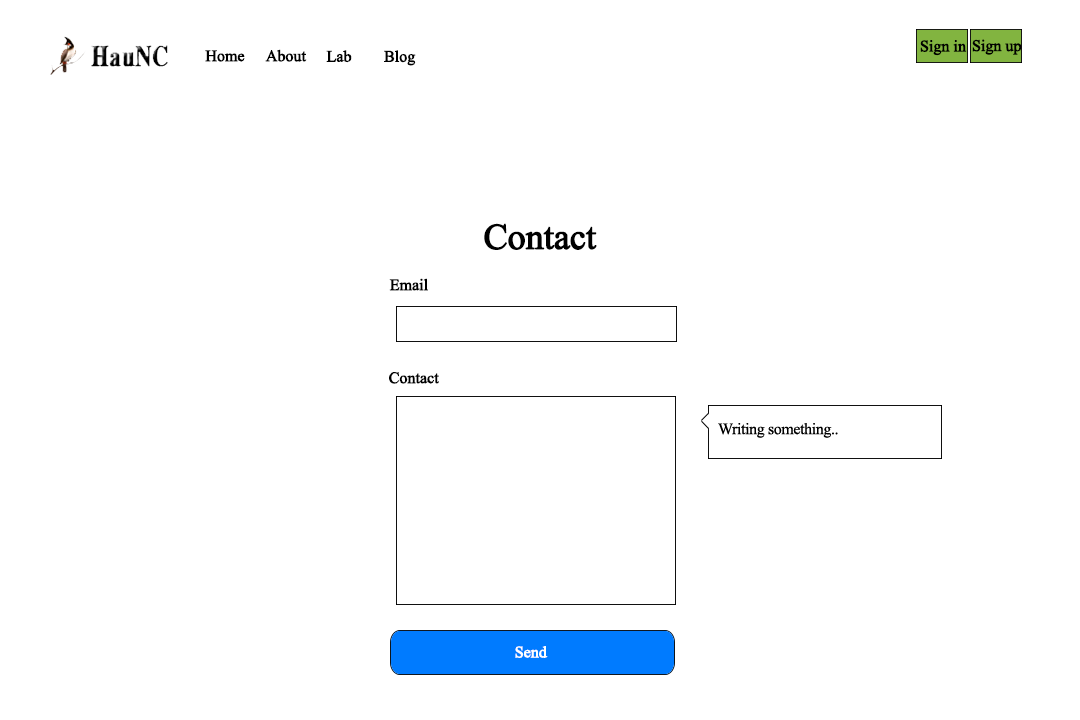 HauNC
Home About Lab Blog
Sign in Sign up
Contact
Email
Contact
Writing something..
Send